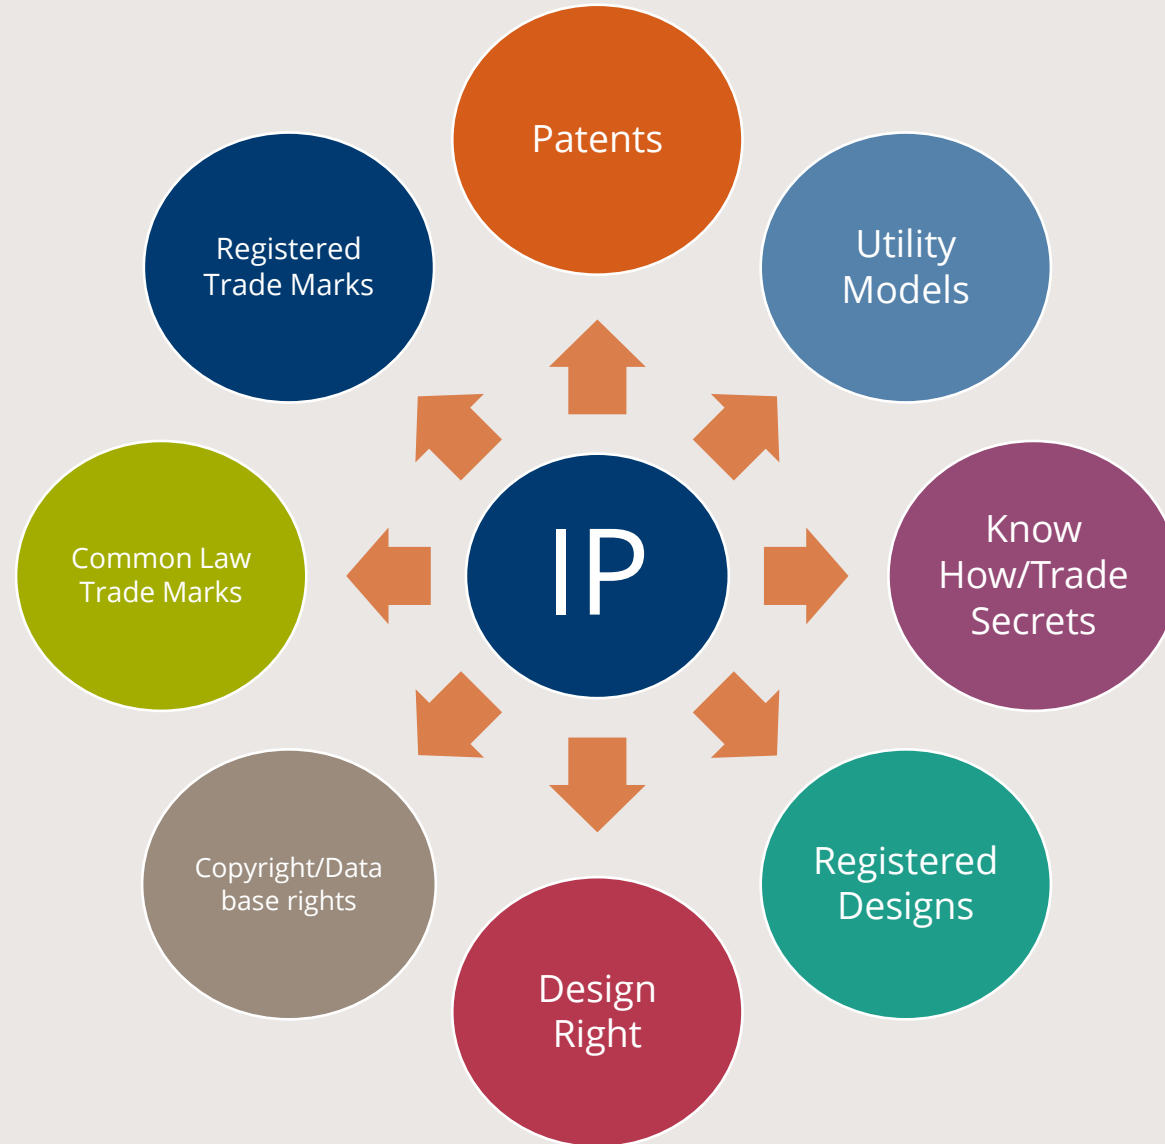 Patents
Registered
Trade Marks
Utility
Models
Common Law
Trade Marks
IP
Know
How/Trade
Secrets
Copyright/Data
base rights
Registered
Designs
Design
Right